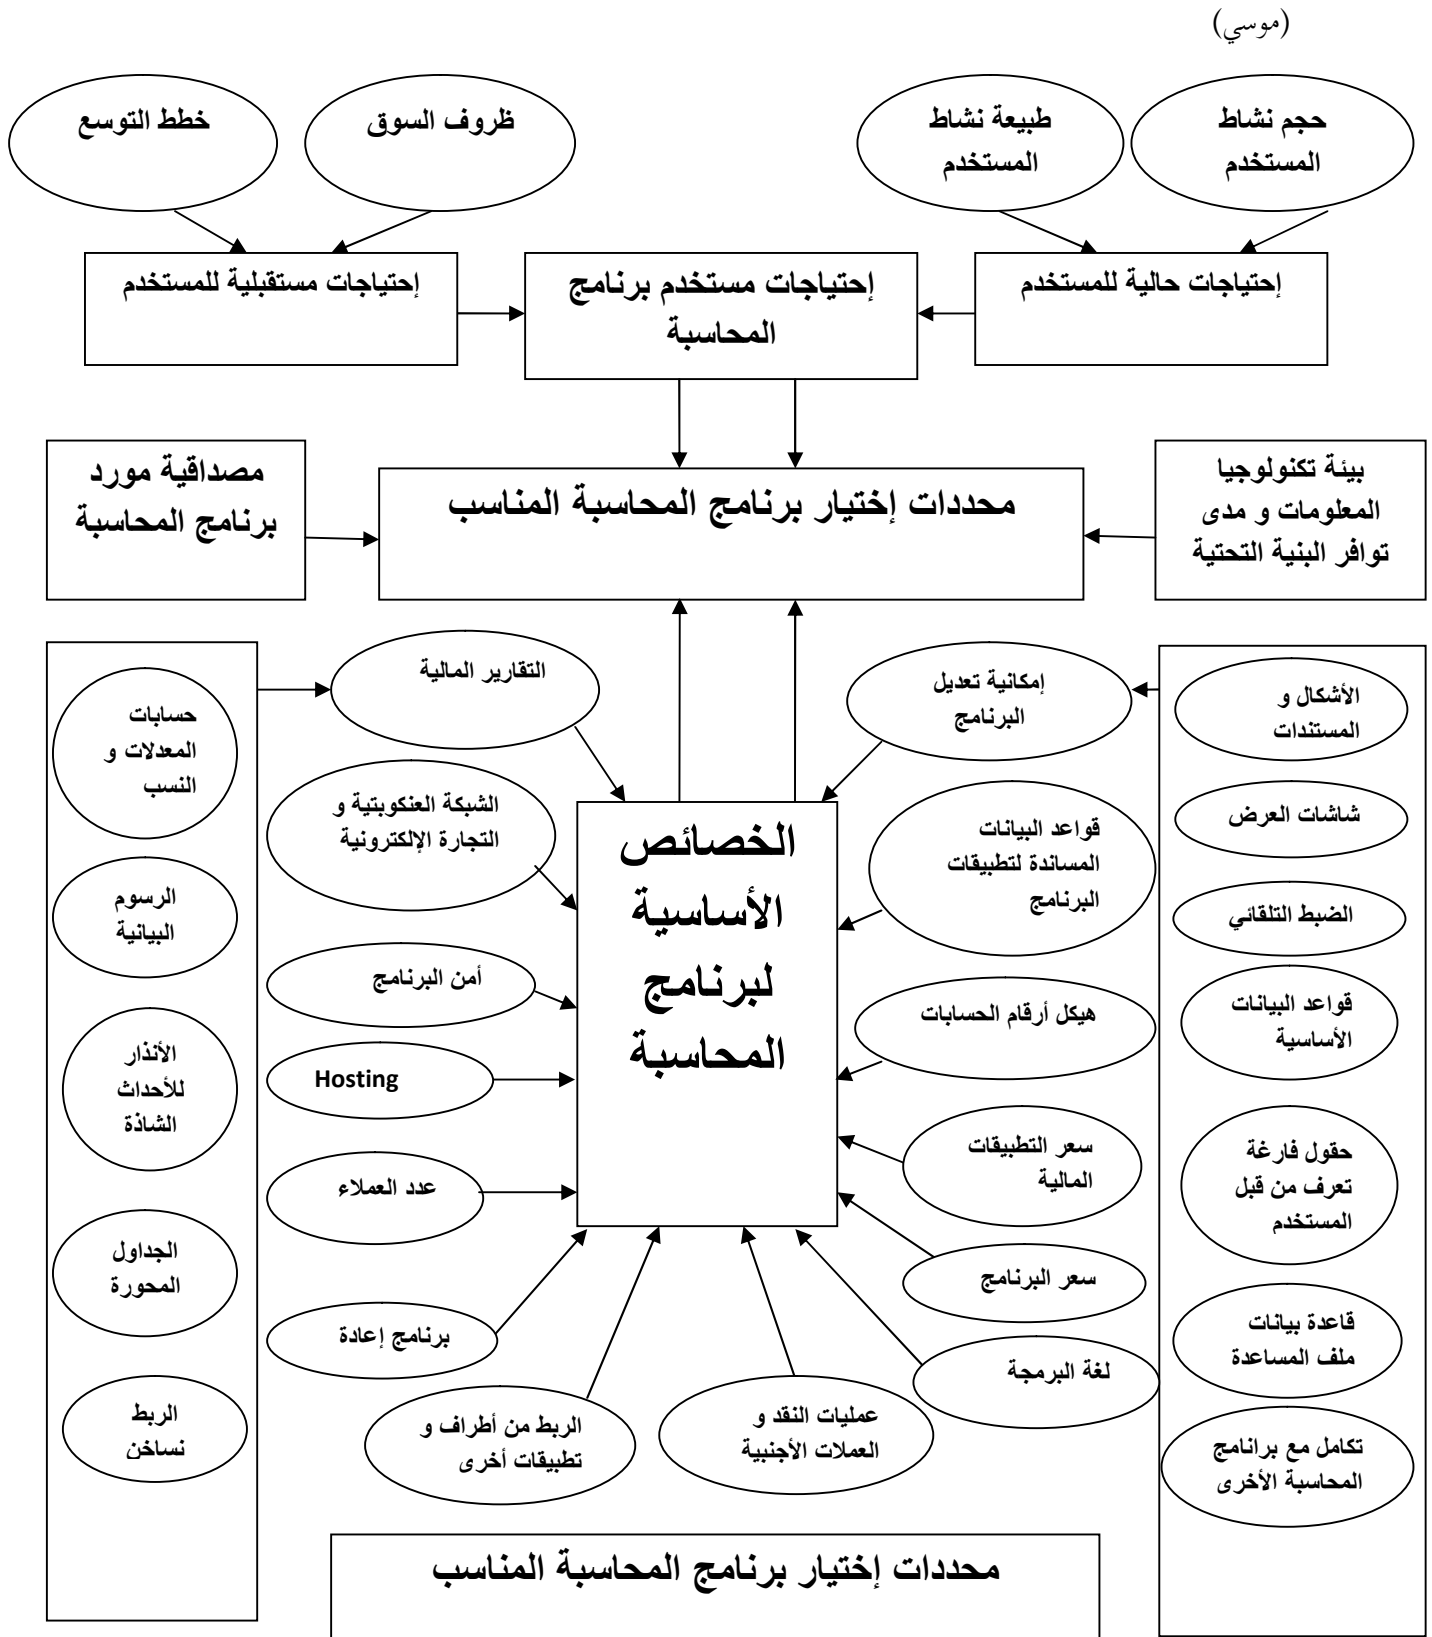 (موسي)
حجم نشاط
المستخدم
طبيعة نشاط
المستخدم
ظروف السوق
خطط التوسع
إحتياجات حالية للمستخدم
إحتياجات مستخدم برنامج
المحاسبة
إحتياجات مستقبلية للمستخدم
بيئة تكنولوجيا
المعلومات و مدى
توافر البنية التحتية
محددات إختيار برنامج المحاسبة المناسب
مصداقية مورد
برنامج المحاسبة
الأشكال و
المستندات
شاشات العرض
الضبط التلقائي
قواعد البيانات
الأساسية
حقول فارغة
تعرف من قبل
المستخدم
قاعدة بيانات
ملف المساعدة
تكامل مع برانامج
المحاسبة الأخرى
إمكانية تعديل
البرنامج
قواعد البيانات
المساندة لتطبيقات
البرنامج
هيكل أرقام الحسابات
سعر التطبيقات
المالية
سعر البرنامج
لغة البرمجة
الخصائص
الأساسية
لبرنامج
المحاسبة
التقارير المالية
الشبكة العنكوبتية و
التجارة الإلكترونية
أمن البرنامج
Hosting
عدد العملاء
برنامج إعادة
الربط من أطراف و
تطبيقات أخرى
عمليات النقد و
العملات الأجنبية
حسابات
المعدلات و
النسب
الرسوم
البيانية
الأنذار
للأحداث
الشاذة
الجداول
المحورة
الربط
نساخن
محددات إختيار برنامج المحاسبة المناسب